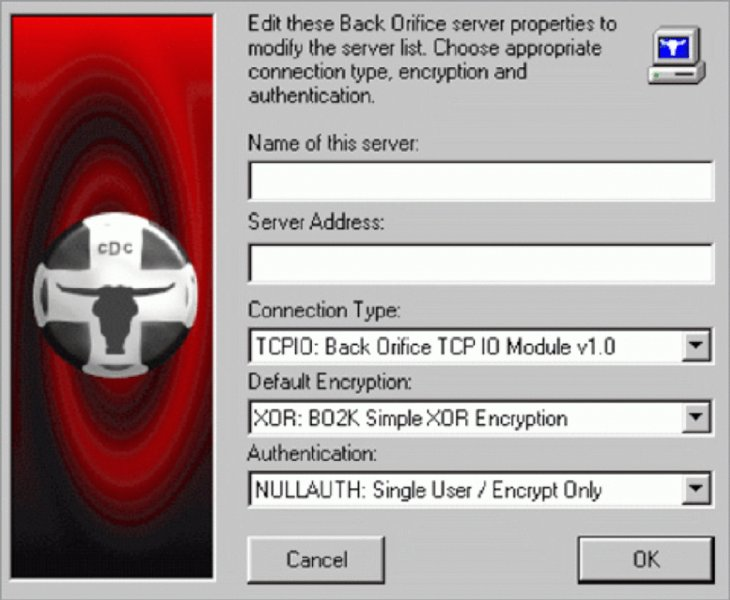 Edit these Back Orifice server properties to
modify the server list. Choose appropriate
connection type, encryption and
authentication.
Name of this server:
Server Address:
cDc
Connection Type:
TCPIO: Back Orifice TCP IO Module v1.0
Default Encryption:
XOR: BO2K Simple XOR Encryption
Authentication:
NULLAUTH: Single User / Encrypt Only
Cancel
OK